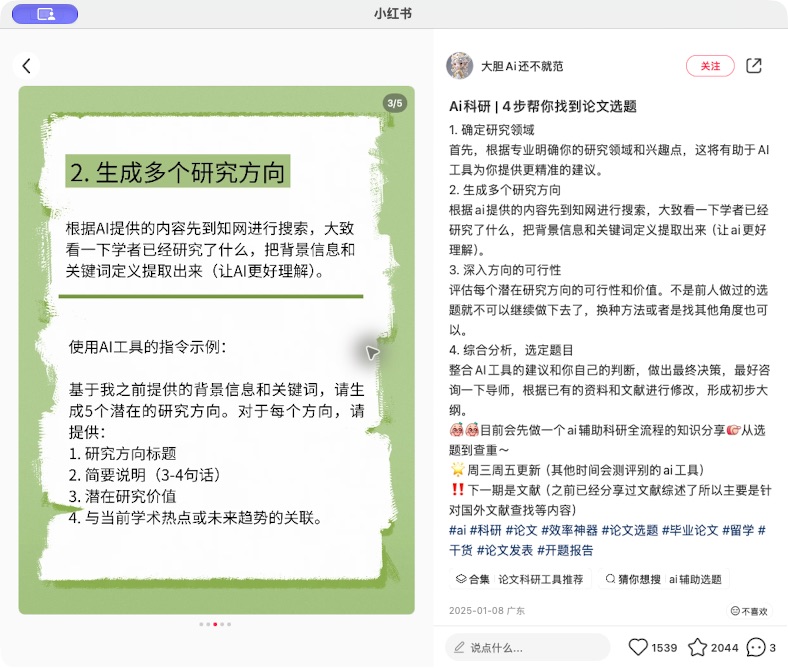 小红书
3/5
2. 生成多个研究方向
根据AI提供的内容先到知网进行搜索，大致
看一下学者已经研究了什么，把背景信息和
关键词定义提取出来（让AI更好理解）。
使用AI工具的指令示例：
基于我之前提供的背景信息和关键词，请生
成5个潜在的研究方向。对于每个方向，请
提供：
1. 研究方向标题
2. 简要说明（3-4句话）
3. 潜在研究价值
4. 与当前学术热点或未来趋势的关联。
大胆Ai还不就范
关注
Ai科研 | 4步帮你找到论文选题
1. 确定研究领域
首先，根据专业明确你的研究领域和兴趣点，这将有助于AI
工具为你提供更精准的建议。
2. 生成多个研究方向
根据ai提供的内容先到知网进行搜索，大致看一下学者已经
研究了什么，把背景信息和关键词定义提取出来（让ai更好
理解）。
3. 深入方向的可行性
评估每个潜在研究方向的可行性和价值。不是前人做过的选
题就不可以继续做下去了，换种方法或者是找其他角度也可
以。
4. 综合分析，选定题目
整合AI工具的建议和你自己的判断，做出最终决策，最好咨
询一下导师，根据已有的资料和文献进行修改，形成初步大
纲。
目前会先做一个ai辅助科研全流程的知识分享👉从选
题到查重～
🌟周三周五更新（其他时间会测评别的ai工具）
‼️下一期是文献（之前已经分享过文献综述了所以主要是针
对国外文献查找等内容）
#ai #科研 #论文 #效率神器 #论文选题 #毕业论文 #留学 #
干货 #论文发表 #开题报告
合集 论文科研工具推荐 猜你想搜 ai辅助选题
2025-01-08 广东 不喜欢
说点什么... 1539 2044 3